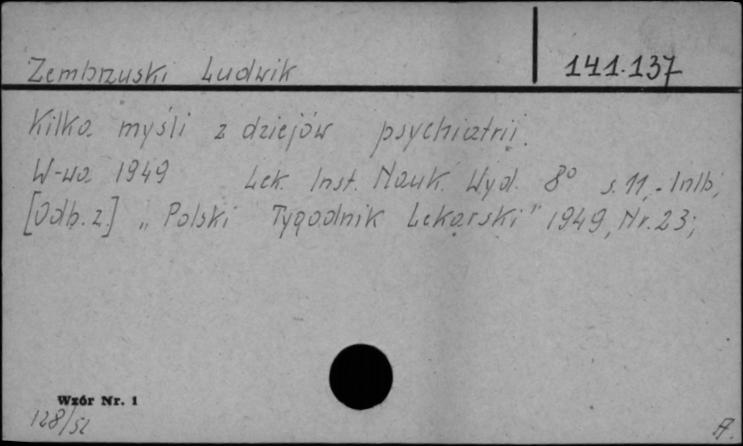 Zembrzuski Ludwik 141.137
Kilka myśli z dziejów psychiatrii.
W-wa 1949 Lek. Inst. Nauk. Wyd. 8° s. 11, 1nlb,
[Odb. z.] „Polski Tygodnik Lekarski" 1949, Nr. 23;
Wzór Nr. 1
128/52
A.